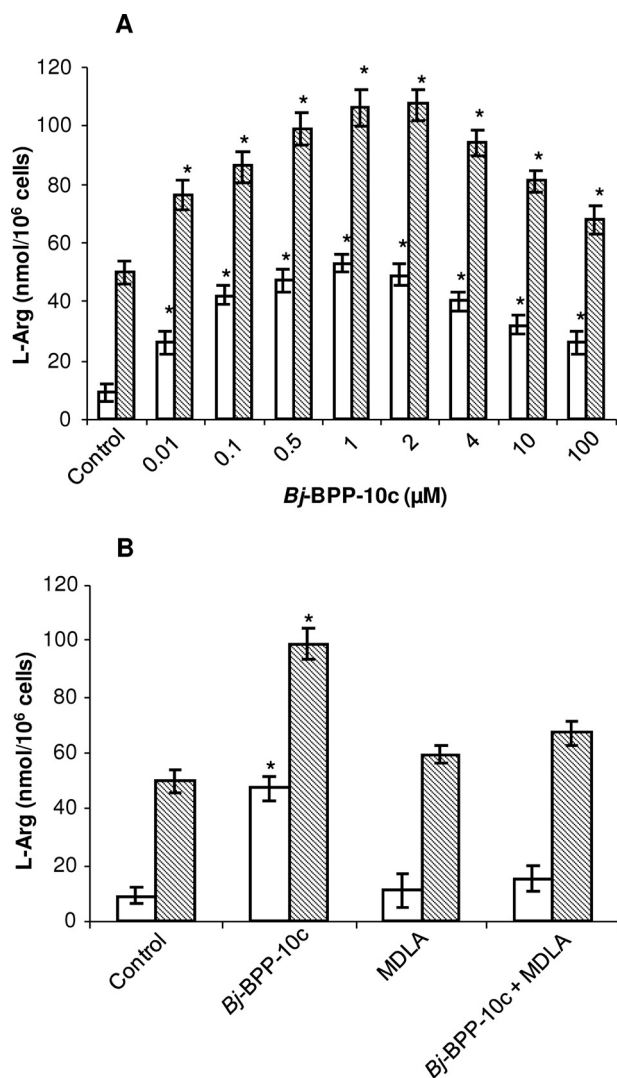 A
L-Arg (nmol/10⁶ cells)
120
100
80
60
40
20
0
* * * * * * * *
* * * * * * * *
Control 0.01 0.1 0.5 1 2 4 10 100
Bj-BPP-10c (µM)
B
L-Arg (nmol/10⁶ cells)
120
100
80
60
40
20
0
*
*
Control Bj-BPP-10c MDLA Bj-BPP-10c + MDLA